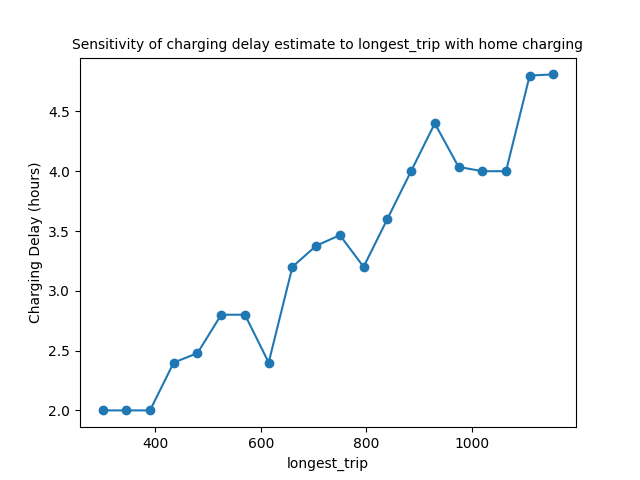 Sensitivity of charging delay estimate to longest_trip with home charging
Charging Delay (hours)
4.5
4.0
3.5
3.0
2.5
2.0
400 600 800 1000
longest_trip